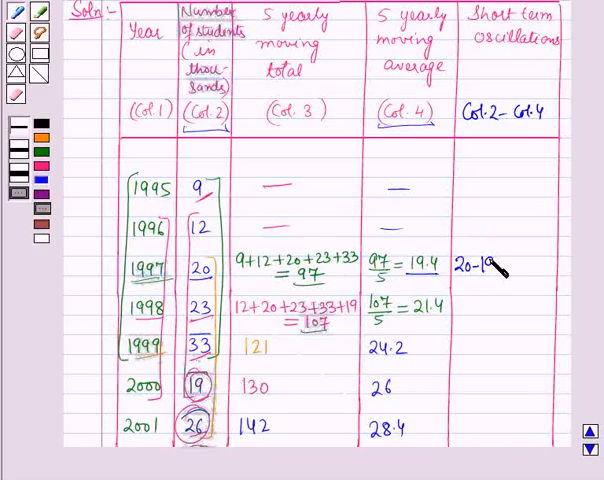 Soln:-
Year
(Col.1)
Number
of students
(in
thou-
sands)
(Col.2)
5 yearly
moving
total
(Col. 3)
5 yearly
moving
average
(Col. 4)
Short term
oscillations
Col.2 - Col.4
1995 9 — —
1996 12 — —
1997 20 9+12+20+23+33 = 97 97/5 = 19.4 20-19
1998 23 12+20+23+33+19 = 107 107/5 = 21.4
1999 33 121 24.2
2000 19 130 26
2001 26 142 28.4